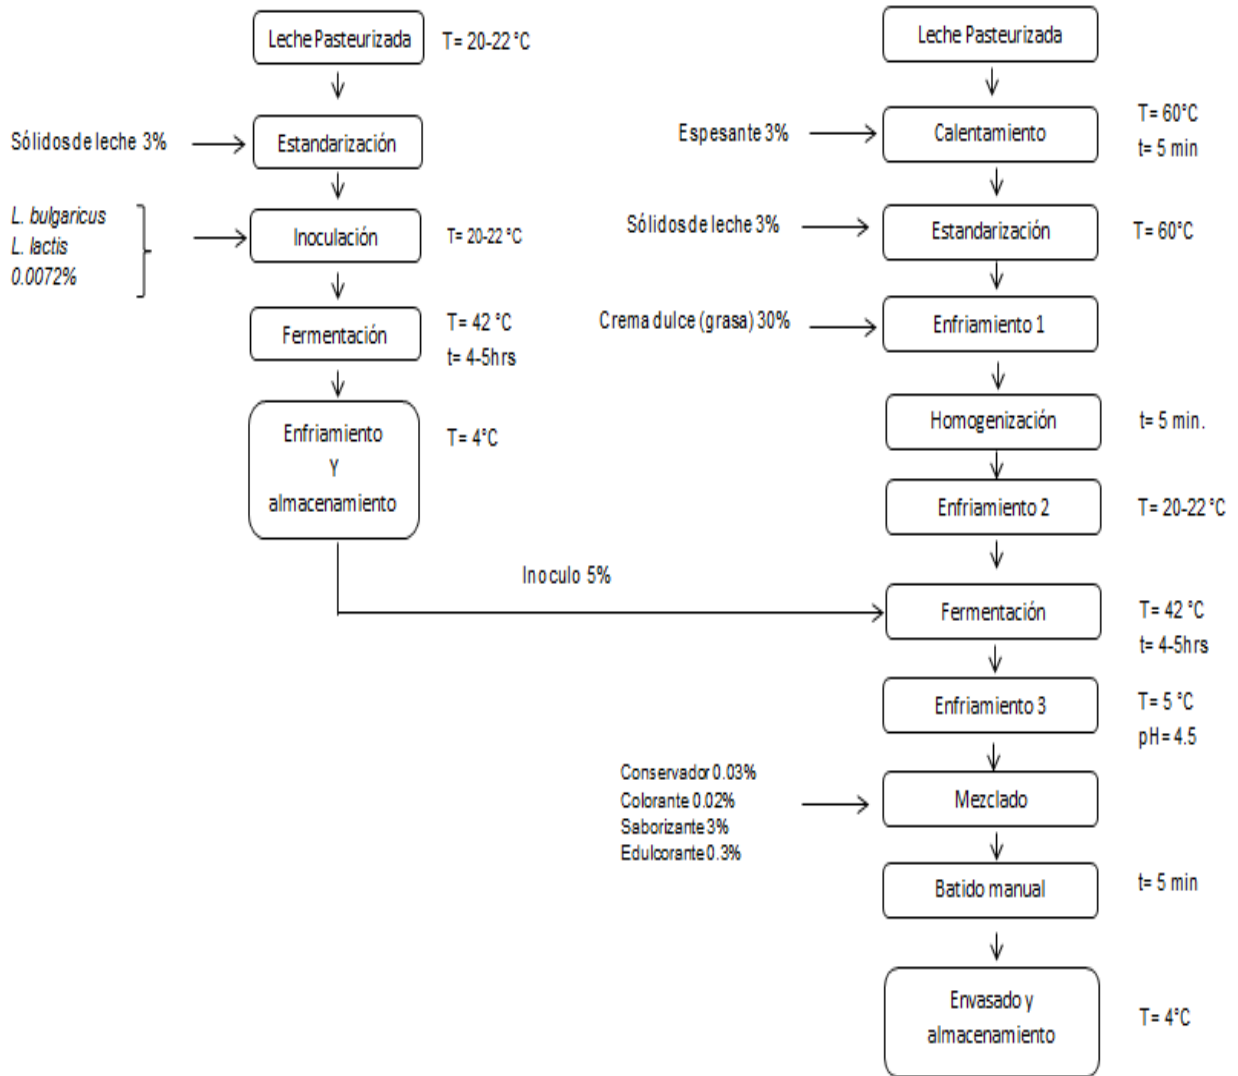 Leche Pasteurizada
T= 20-22 °C
Sólidos de leche 3%
Estandarización
L. bulgaricus
L. lactis
0.0072%
Inoculación
T= 20-22 °C
Fermentación
T= 42 °C
t= 4-5hrs
Enfriamiento
Y
almacenamiento
T= 4°C
Inoculo 5%
Leche Pasteurizada
Espesante 3%
Calentamiento
T= 60°C
t= 5 min
Sólidos de leche 3%
Estandarización
T= 60°C
Crema dulce (grasa) 30%
Enfriamiento 1
Homogenización
t= 5 min.
Enfriamiento 2
T= 20-22 °C
Fermentación
T= 42 °C
t= 4-5hrs
Enfriamiento 3
T= 5 °C
pH= 4.5
Conservador 0.03%
Colorante 0.02%
Saborizante 3%
Edulcorante 0.3%
Mezclado
Batido manual
t= 5 min
Envasado y
almacenamiento
T= 4°C